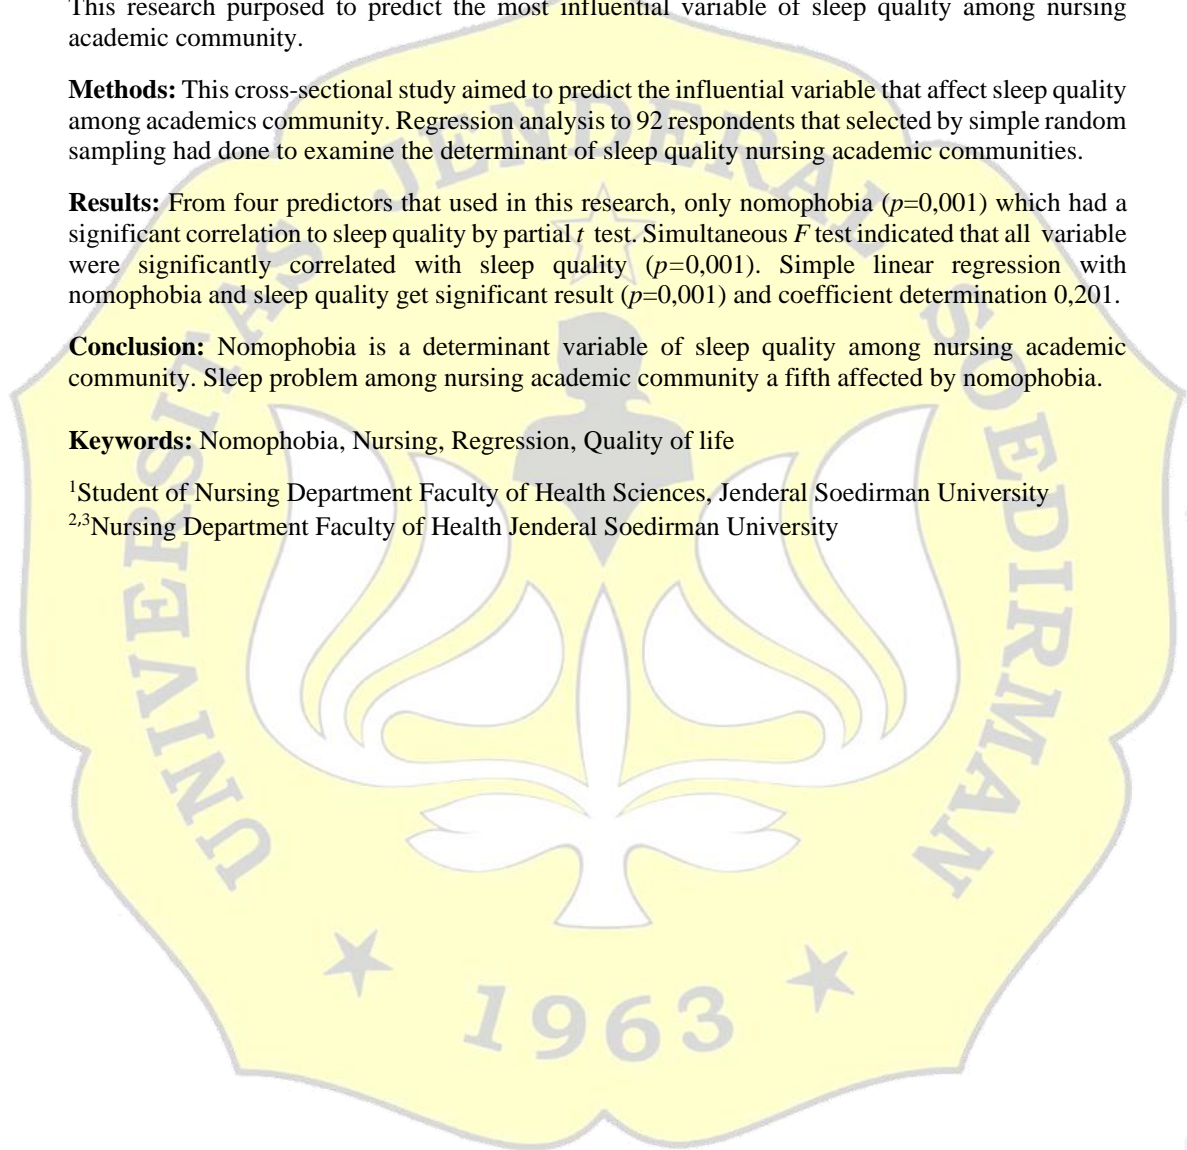 This research purposed to predict the most influential variable of sleep quality among nursing
academic community.
Methods: This cross-sectional study aimed to predict the influential variable that affect sleep quality
among academics community. Regression analysis to 92 respondents that selected by simple random
sampling had done to examine the determinant of sleep quality nursing academic communities.
Results: From four predictors that used in this research, only nomophobia (p=0,001) which had a
significant correlation to sleep quality by partial t test. Simultaneous F test indicated that all variable
were significantly correlated with sleep quality (p=0,001). Simple linear regression with
nomophobia and sleep quality get significant result (p=0,001) and coefficient determination 0,201.
Conclusion: Nomophobia is a determinant variable of sleep quality among nursing academic
community. Sleep problem among nursing academic community a fifth affected by nomophobia.
Keywords: Nomophobia, Nursing, Regression, Quality of life
1Student of Nursing Department Faculty of Health Sciences, Jenderal Soedirman University
2,3Nursing Department Faculty of Health Jenderal Soedirman University
UNIVERSITAS JENDERAL SOEDIRMAN
1963